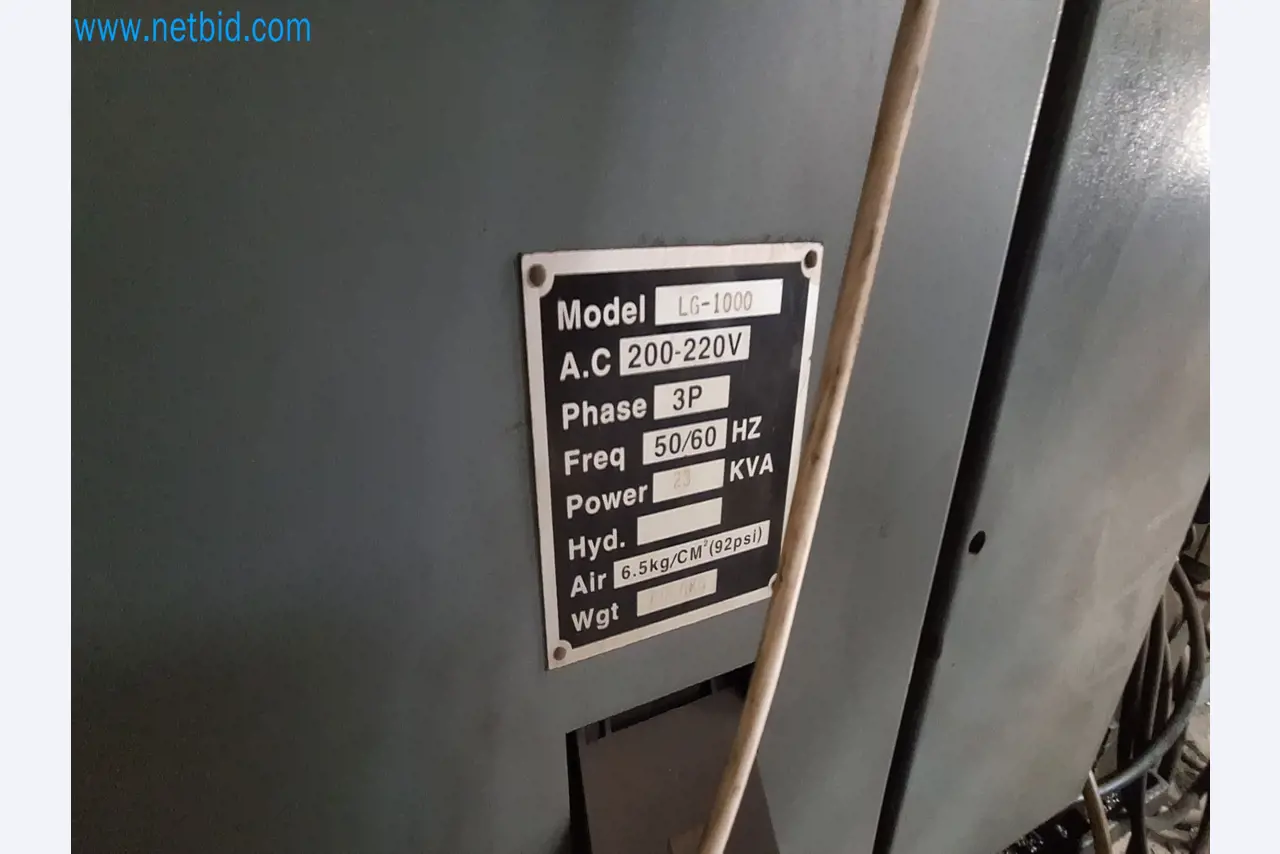 www.netbid.com
Model LG-1000
A.C 200-220V
Phase 3P
Freq 50/60 HZ
Power 23 KVA
Hyd.
Air 6.5kg/CM²(92psi)
Wgt